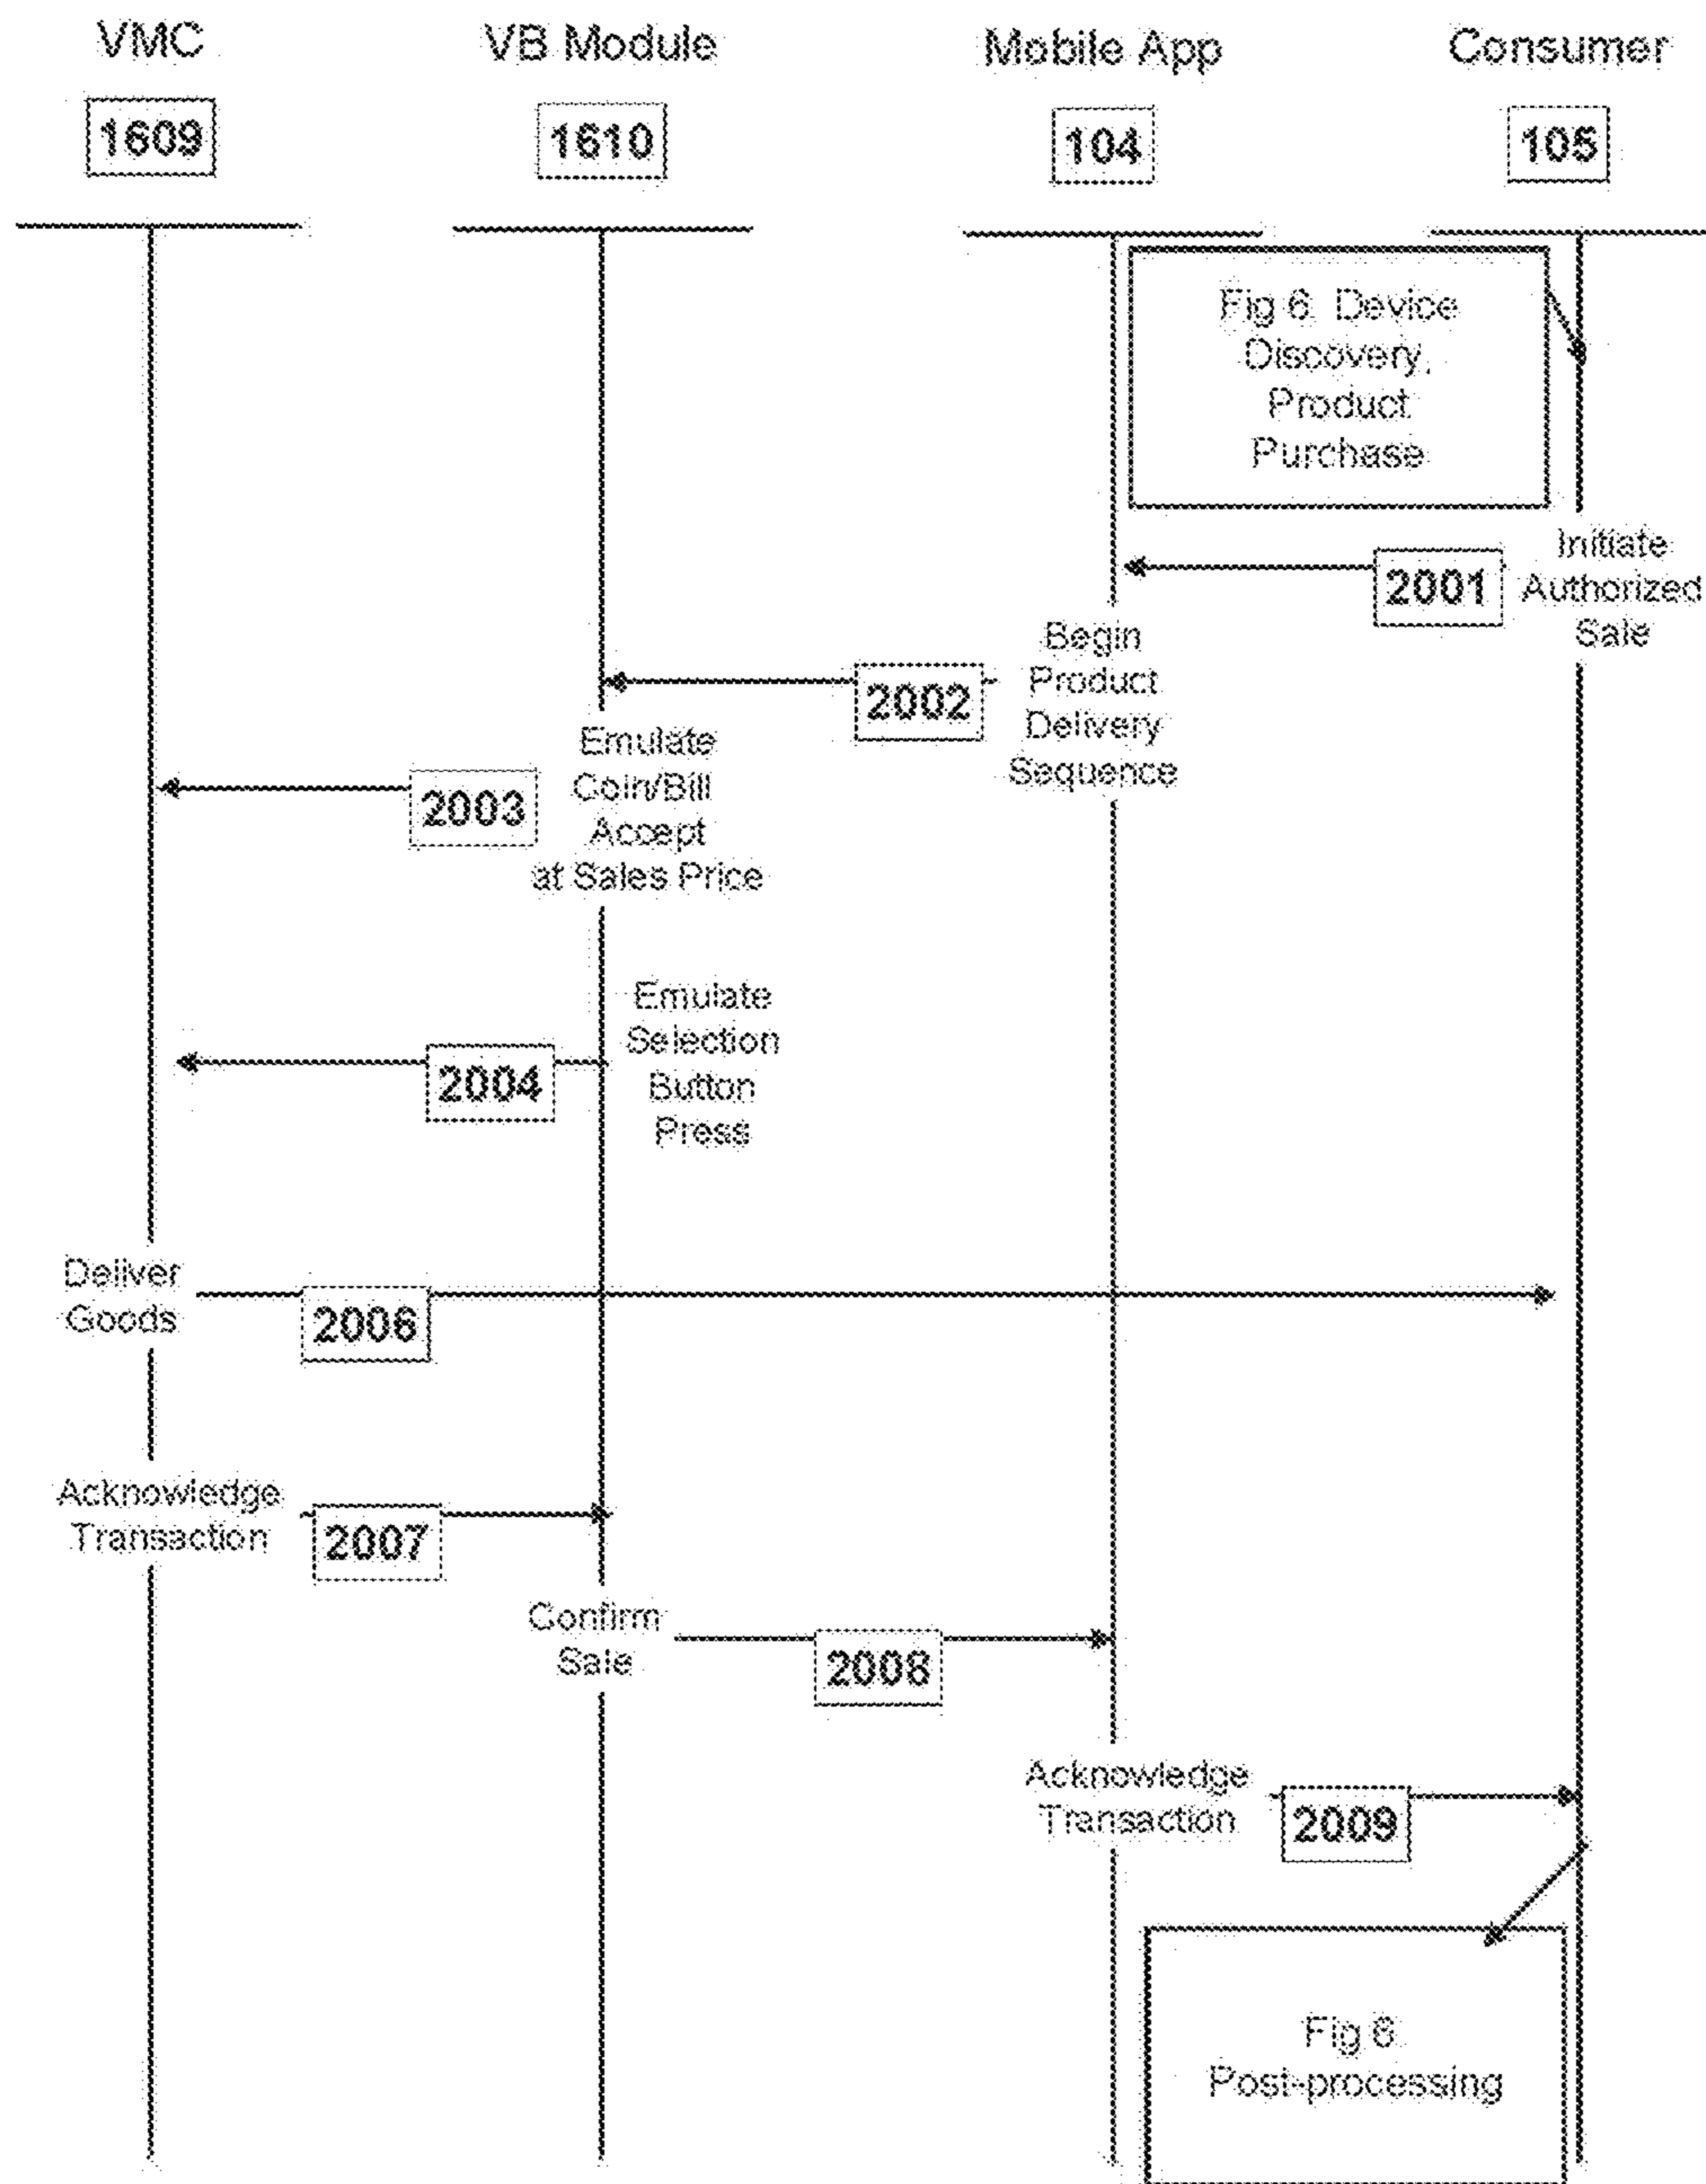 VMC
VB Module
Mobile App
Consumer
1609
1610
104
105
Fig 6. Device
Discovery,
Product
Purchase
2001
Initiate
Authorized
Sale
2002
Begin
Product
Delivery
Sequence
2003
Emulate
Coin/Bill
Accept
at Sales Price
2004
Emulate
Selection
Button
Press
Deliver
Goods
2006
Acknowledge
Transaction
2007
Confirm
Sale
2008
Acknowledge
Transaction
2009
Fig 6
Post-processing